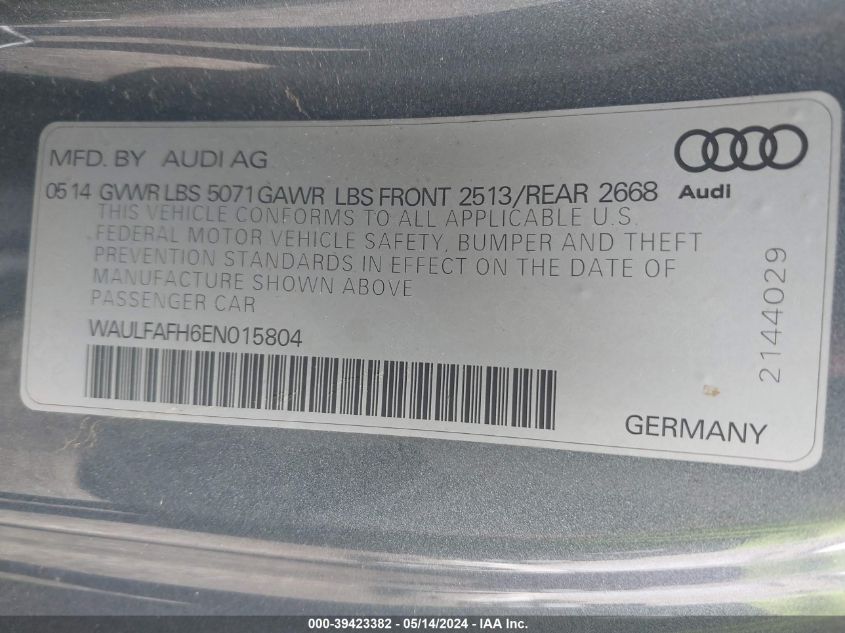 MFD. BY AUDI AG
Audi
05 14 GVWR LBS 5071 GAWR LBS FRONT 2513/REAR 2668
THIS VEHICLE CONFORMS TO ALL APPLICABLE U.S.
FEDERAL MOTOR VEHICLE SAFETY, BUMPER AND THEFT
PREVENTION STANDARDS IN EFFECT ON THE DATE OF
MANUFACTURE SHOWN ABOVE
PASSENGER CAR
WAULFAFH6EN015804
2144029
GERMANY
000-39423382 - 05/14/2024 - IAA Inc.